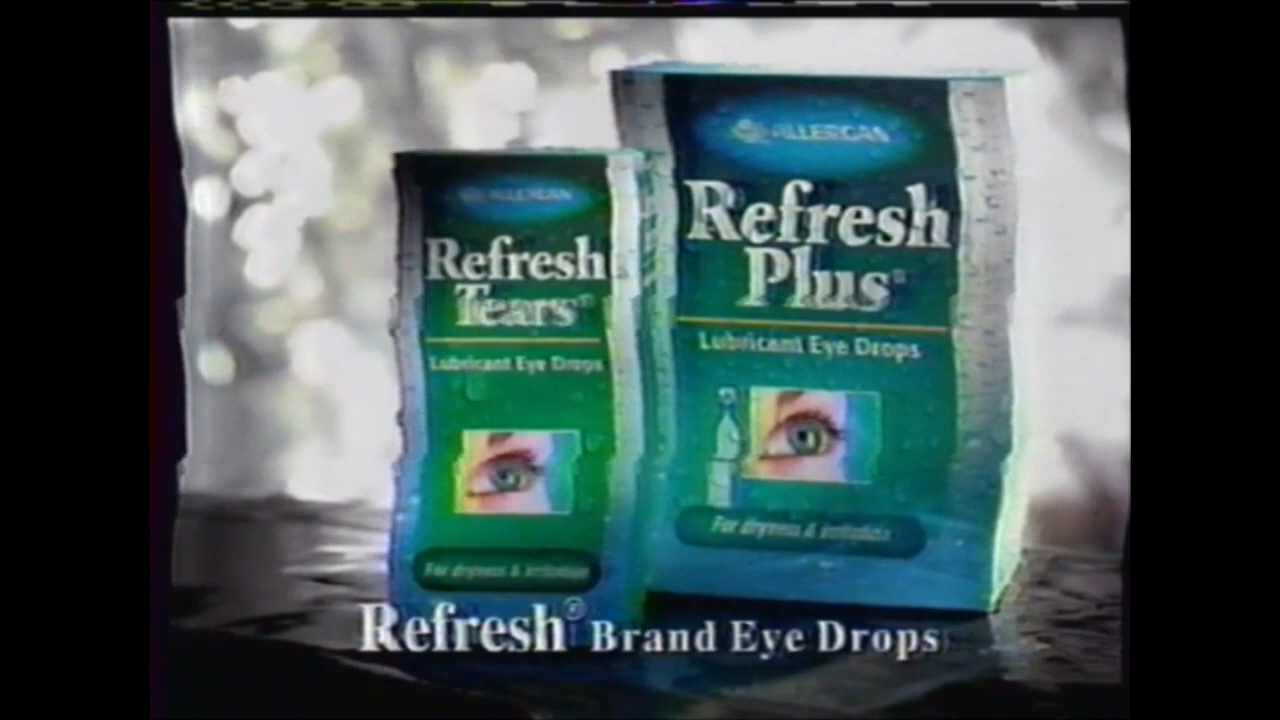 ALLERGAN
Refresh
Tears®
Lubricant Eye Drops
For dryness & irritation
ALLERGAN
Refresh
Plus®
Lubricant Eye Drops
For dryness & irritation
Refresh® Brand Eye Drops